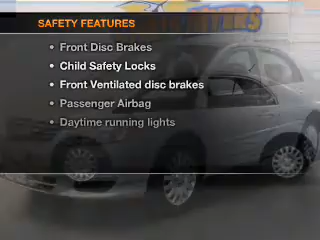 SAFETY FEATURES
• Front Disc Brakes
• Child Safety Locks
• Front Ventilated disc brakes
• Passenger Airbag
• Daytime running lights